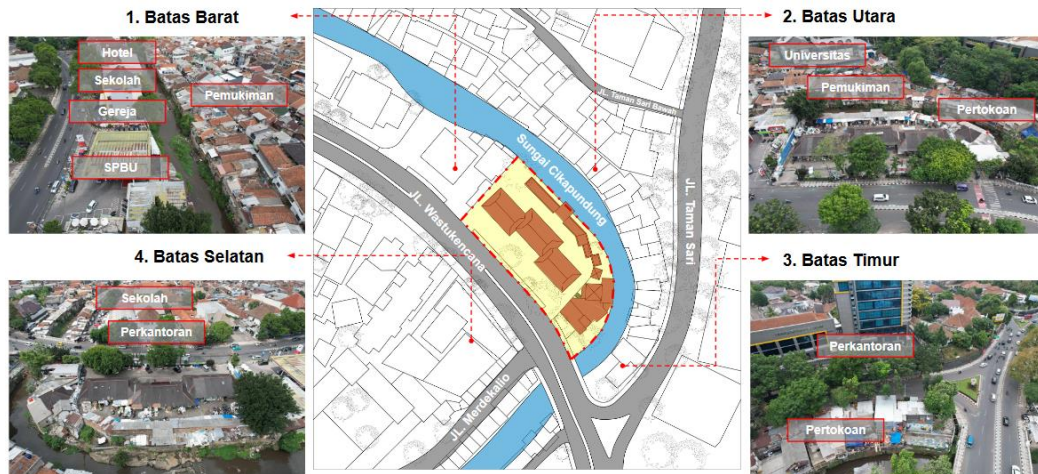 1. Batas Barat
Hotel
Sekolah
Pemukiman
Gereja
SPBU
2. Batas Utara
Universitas
Pemukiman
Pertokoan
JL. Taman Sari Bawah
Sungai Cikapundung
JL. Wastukencana
JL. Taman Sari
JL. Merdekalio
4. Batas Selatan
Sekolah
Perkantoran
3. Batas Timur
Perkantoran
Pertokoan